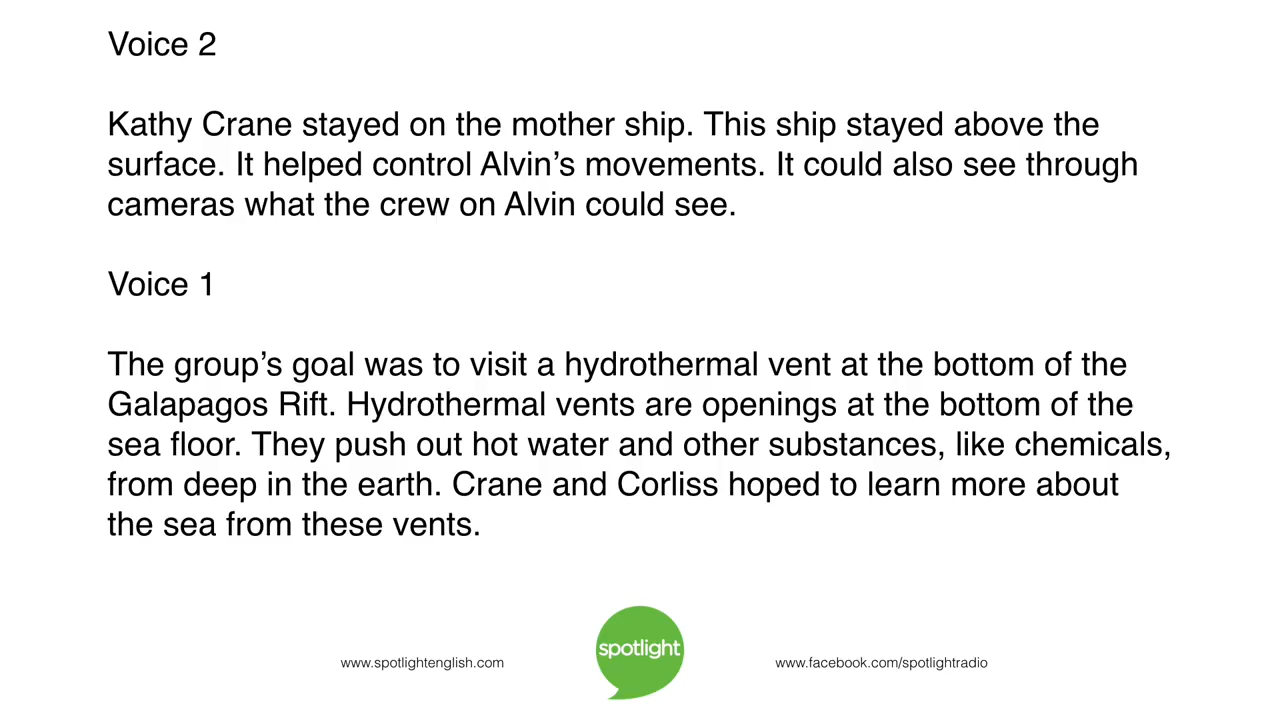 Voice 2
Kathy Crane stayed on the mother ship. This ship stayed above the
surface. It helped control Alvin’s movements. It could also see through
cameras what the crew on Alvin could see.
Voice 1
The group’s goal was to visit a hydrothermal vent at the bottom of the
Galapagos Rift. Hydrothermal vents are openings at the bottom of the
sea floor. They push out hot water and other substances, like chemicals,
from deep in the earth. Crane and Corliss hoped to learn more about
the sea from these vents.
www.spotlightenglish.com
spotlight
www.facebook.com/spotlightradio